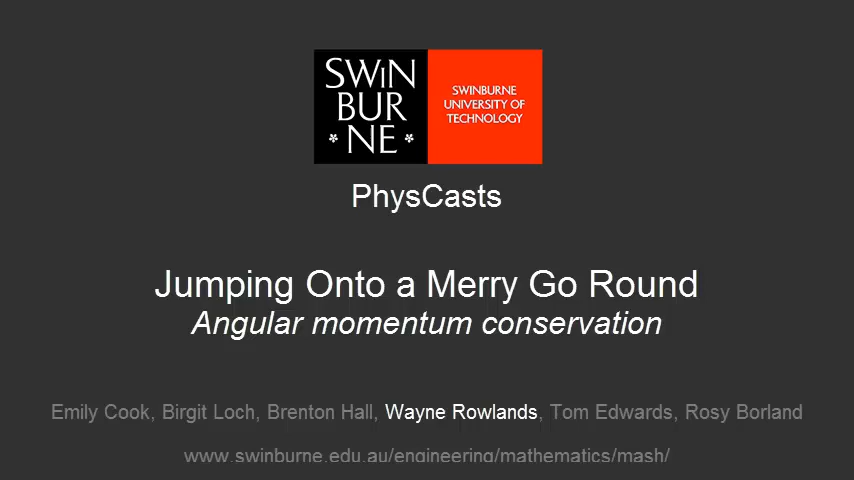 SWIN
BUR
* NE *
SWINBURNE
UNIVERSITY OF
TECHNOLOGY
PhysCasts
Jumping Onto a Merry Go Round
Angular momentum conservation
Emily Cook, Birgit Loch, Brenton Hall, Wayne Rowlands, Tom Edwards, Rosy Borland
www.swinburne.edu.au/engineering/mathematics/mash/